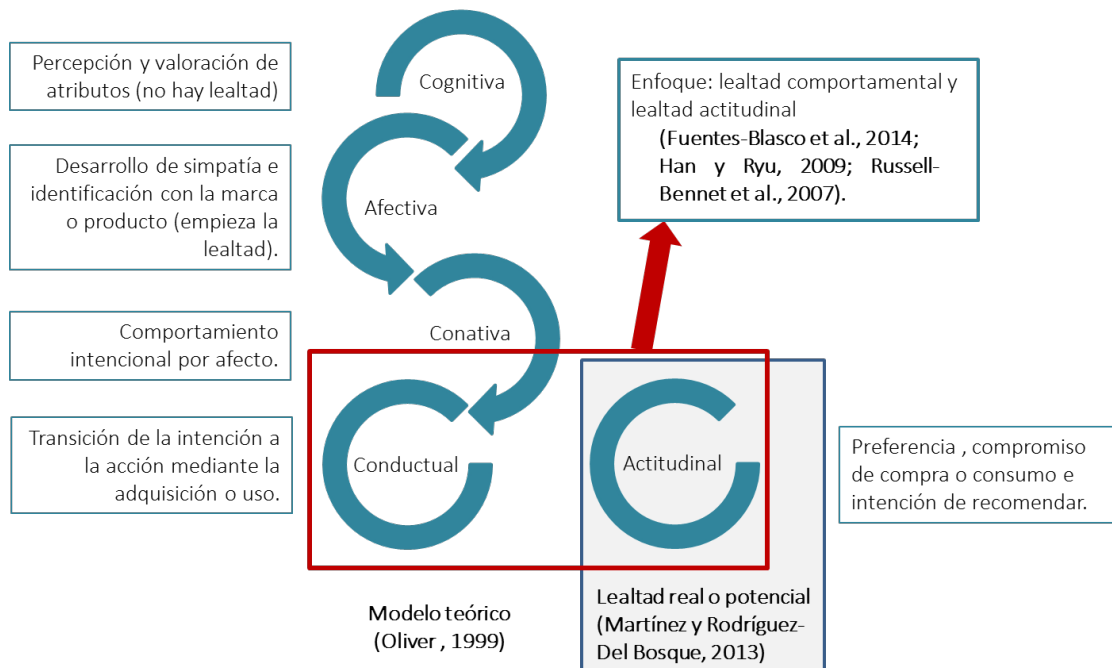 Percepción y valoración de
atributos (no hay lealtad)
Cognitiva
Enfoque: lealtad comportamental y
lealtad actitudinal
(Fuentes-Blasco et al., 2014;
Han y Ryu, 2009; Russell-
Bennet et al., 2007).
Desarrollo de simpatía e
identificación con la marca
o producto (empieza la
lealtad).
Afectiva
Comportamiento
intencional por afecto.
Conativa
Transición de la intención a
la acción mediante la
adquisición o uso.
Conductual
Actitudinal
Preferencia , compromiso
de compra o consumo e
intención de recomendar.
Modelo teórico
(Oliver , 1999)
Lealtad real o potencial
(Martínez y Rodríguez-
Del Bosque, 2013)